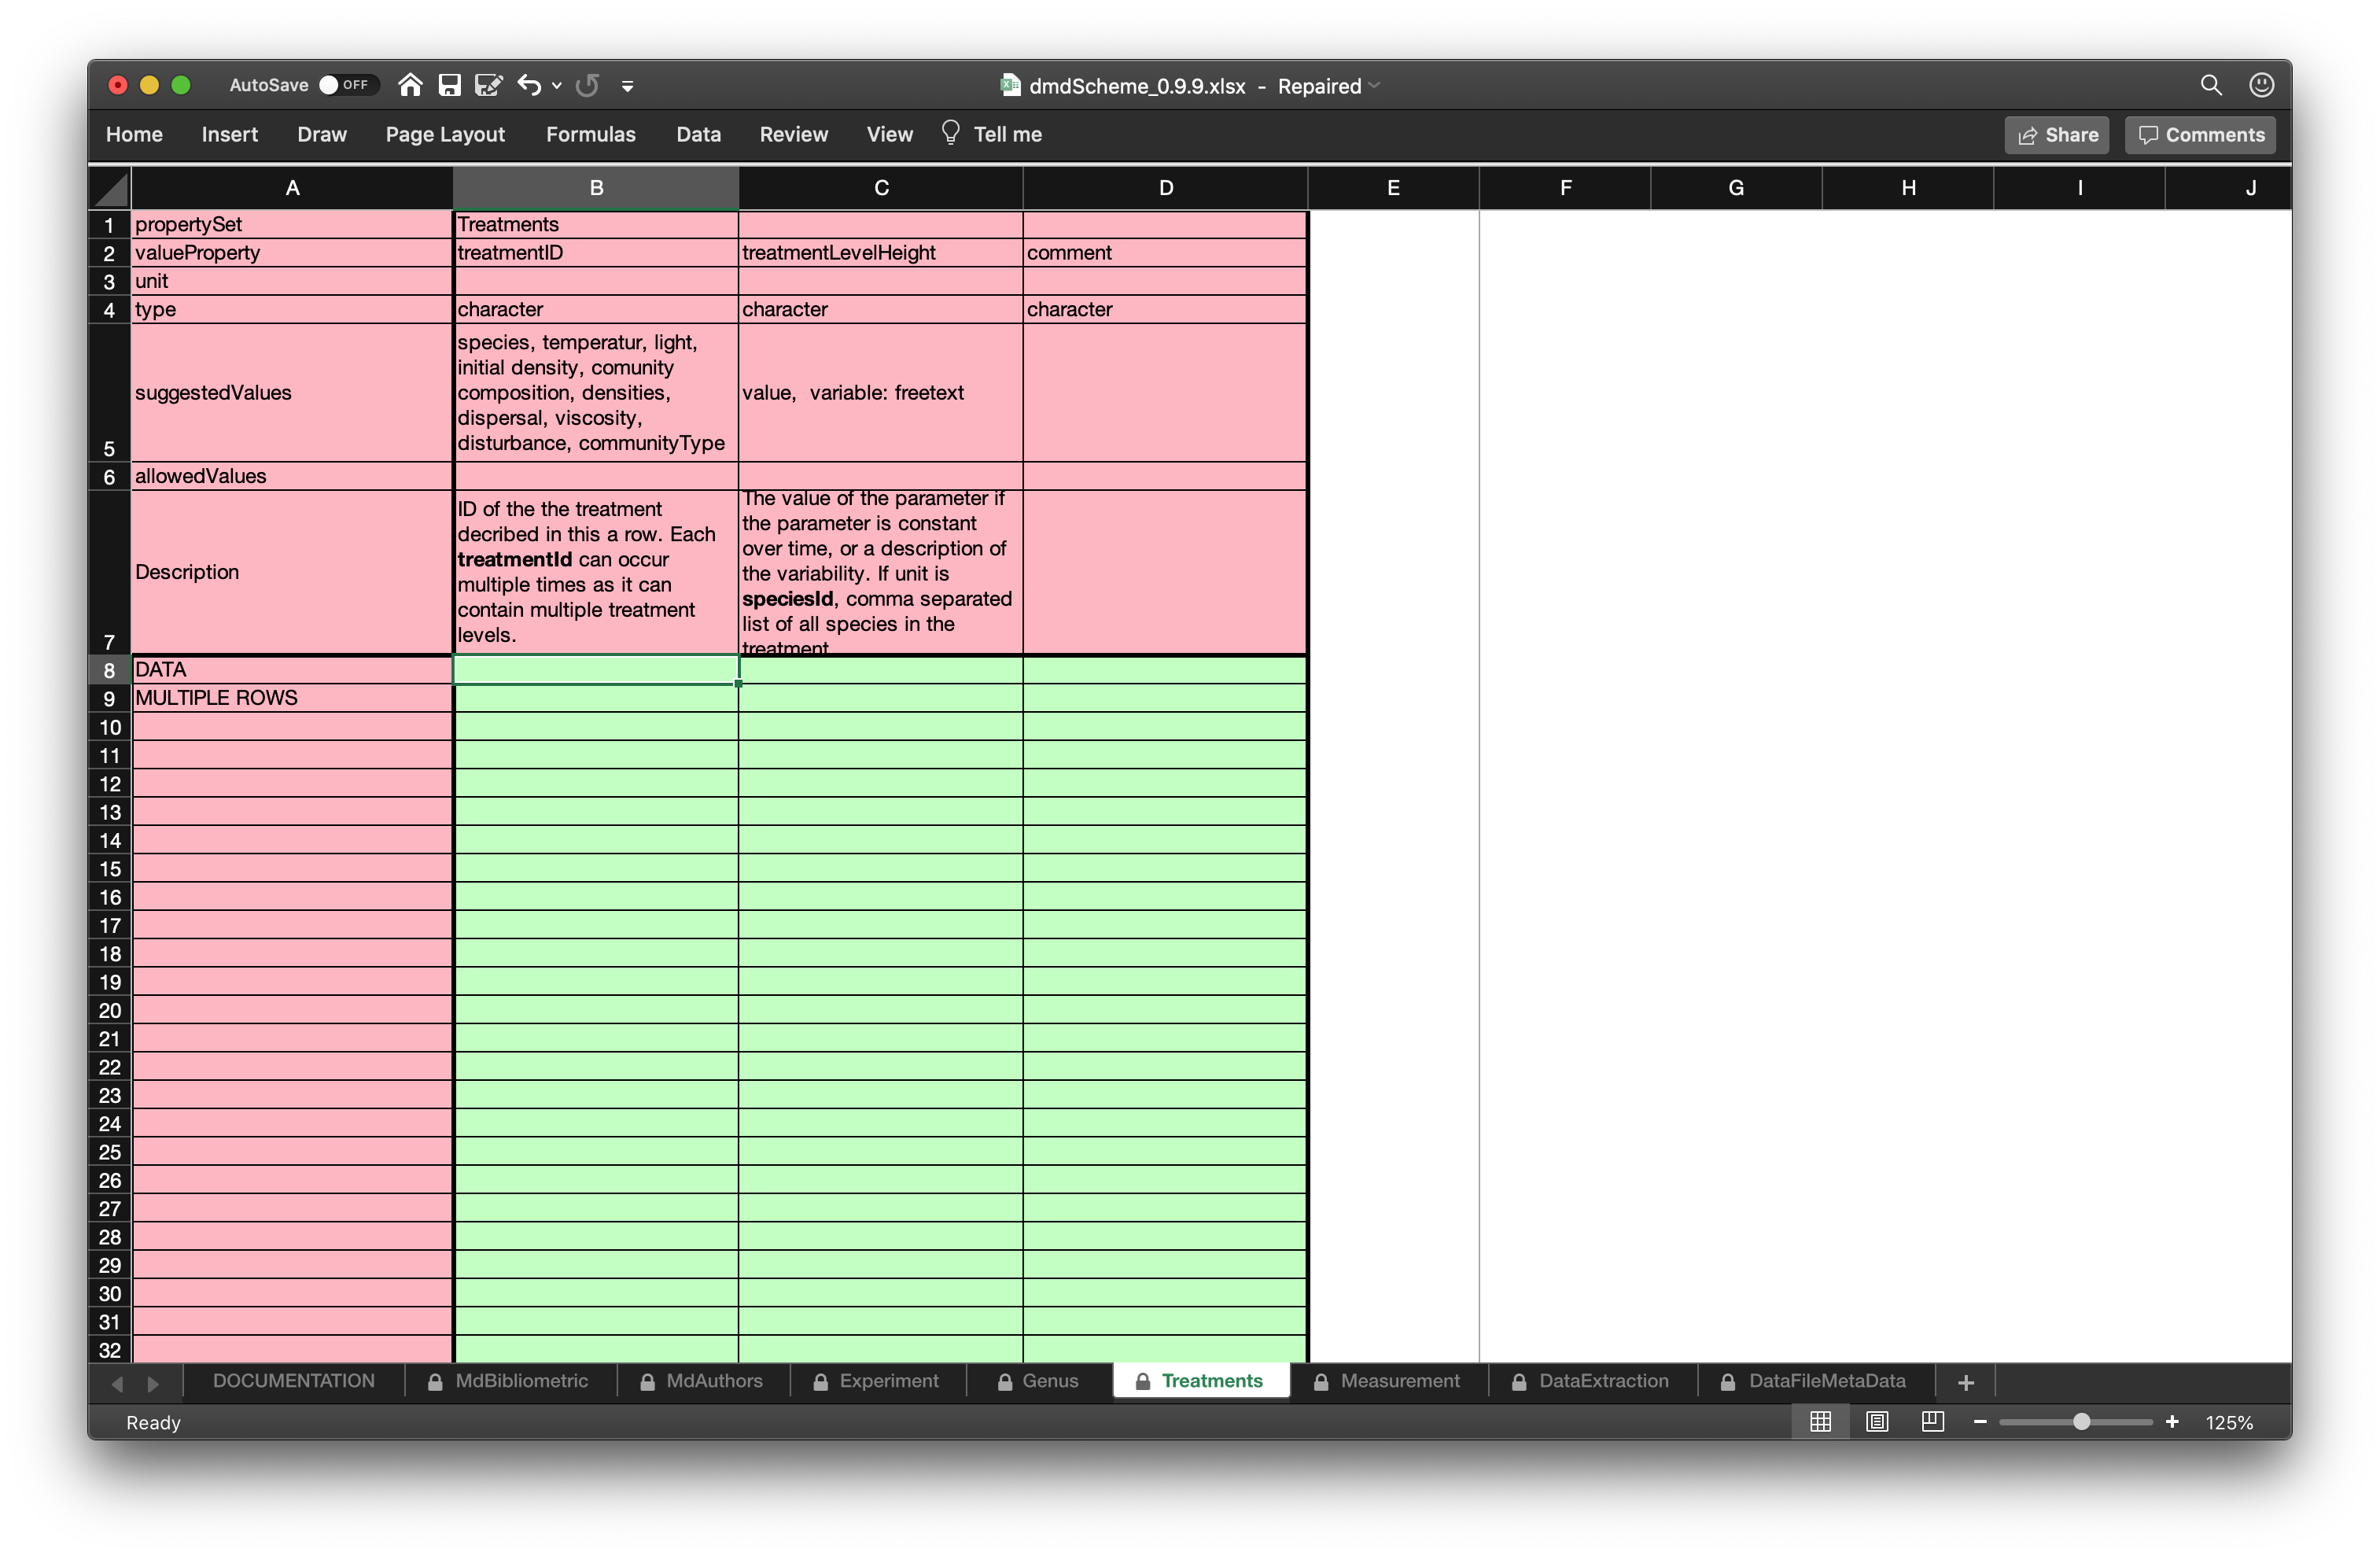 AutoSave OFF dmdScheme_0.9.9.xlsx - Repaired
Home Insert Draw Page Layout Formulas Data Review View Tell me Share Comments
A B C D E F G H I J
1 propertySet Treatments
2 valueProperty treatmentID treatmentLevelHeight comment
3 unit
4 type character character character
species, temperatur, light,
initial density, comunity
suggestedValues composition, densities, value, variable: freetext
dispersal, viscosity,
5 disturbance, communityType
6 allowedValues
The value of the parameter if
ID of the the treatment
the parameter is constant
decribed in this a row. Each
over time, or a description of
treatmentId can occur
Description
the variability. If unit is
multiple times as it can
speciesId, comma separated
contain multiple treatment
list of all species in the
7 levels.
treatment
8 DATA
9 MULTIPLE ROWS
10
11
12
13
14
15
16
17
18
19
20
21
22
23
24
25
26
27
28
29
30
31
32
DOCUMENTATION MdBibliometric MdAuthors Experiment Genus Treatments Measurement DataExtraction DataFileMetaData +
Ready 125%